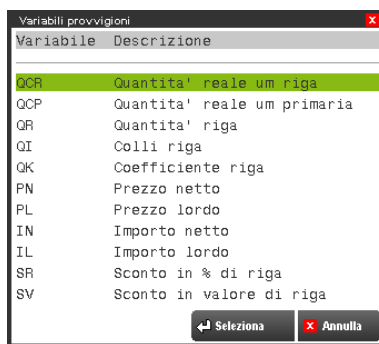 Variabili provvigioni
Variabile Descrizione
QCR Quantita' reale um riga
QCP Quantita' reale um primaria
QR Quantita' riga
QI Colli riga
QK Coefficiente riga
PN Prezzo netto
PL Prezzo lordo
IN Importo netto
IL Importo lordo
SR Sconto in % di riga
SV Sconto in valore di riga
Seleziona Annulla